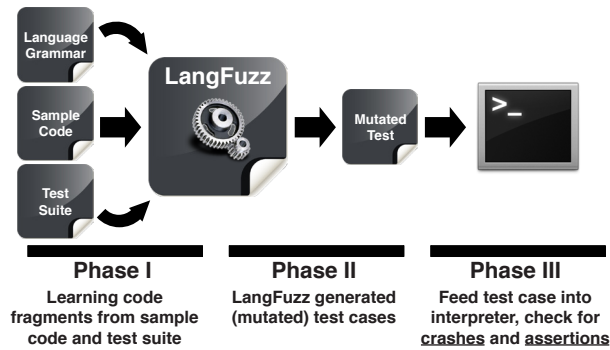 Language
Grammar
Sample
Code
Test
Suite
LangFuzz
Mutated
Test
>_
Phase I
Learning code
fragments from sample
code and test suite
Phase II
LangFuzz generated
(mutated) test cases
Phase III
Feed test case into
interpreter, check for
crashes and assertions